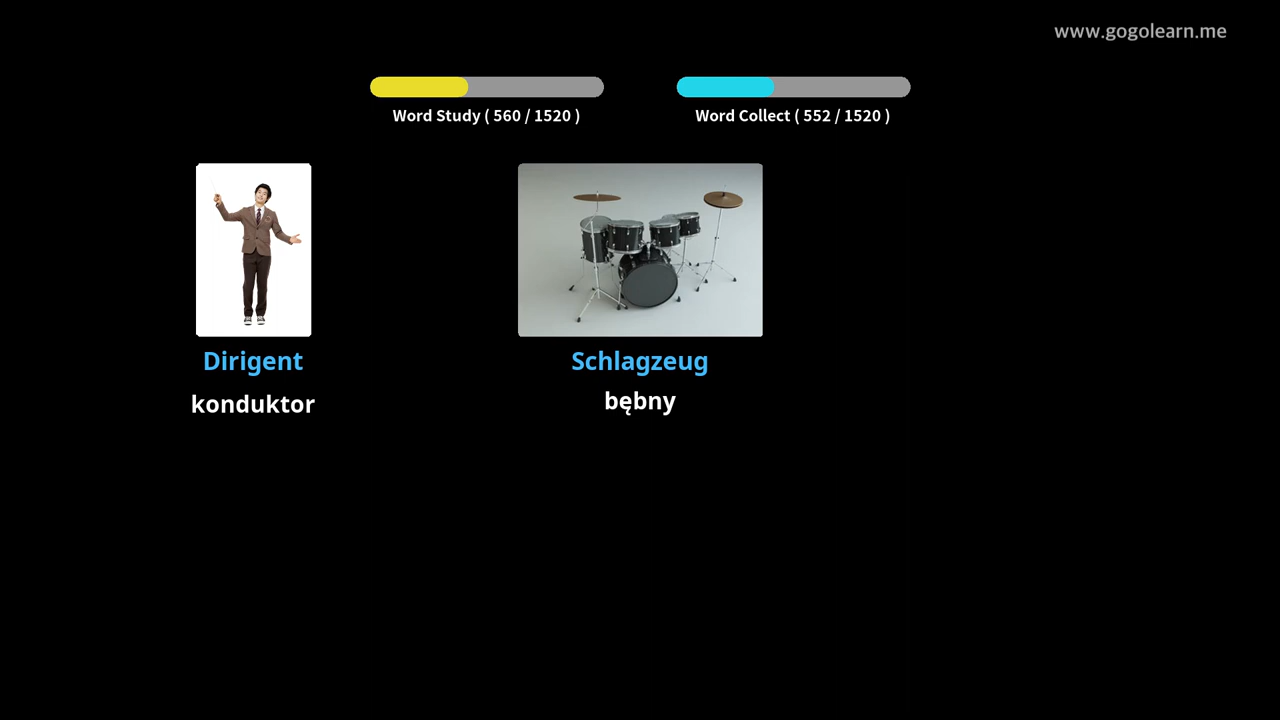 www.gogolearn.me
Word Study ( 560 / 1520 )
Word Collect ( 552 / 1520 )
Dirigent
Schlagzeug
konduktor
bębny